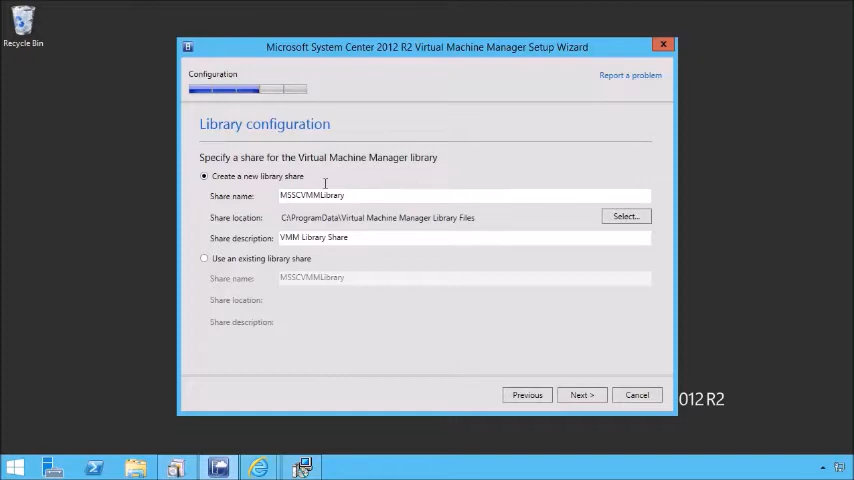 Recycle Bin
Microsoft System Center 2012 R2 Virtual Machine Manager Setup Wizard
x
Configuration
Report a problem
Library configuration
Specify a share for the Virtual Machine Manager library
Create a new library share
Share name: MSSCVMMLibrary
Share location: C:\ProgramData\Virtual Machine Manager Library Files Select...
Share description: VMM Library Share
Use an existing library share
Share name: MSSCVMMLibrary
Share location:
Share description:
Previous Next > Cancel
012 R2